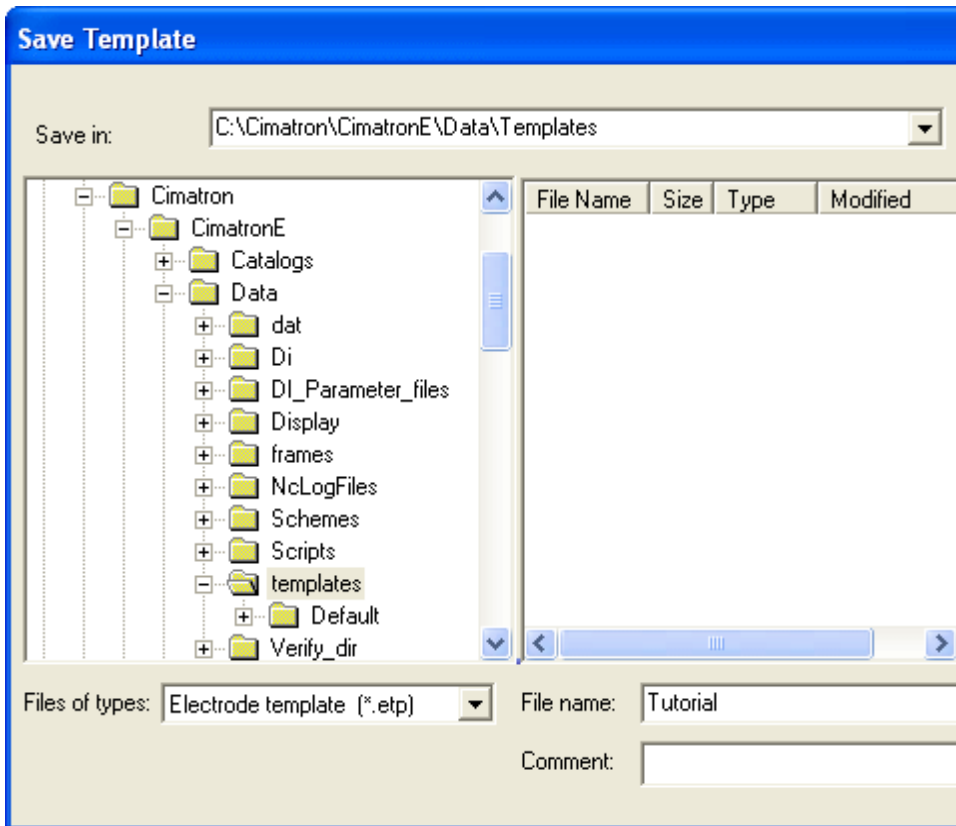 Save Template
Save in:
C:\Cimatron\CimatronE\Data\Templates
Cimatron
CimatronE
Catalogs
Data
dat
Di
DI_Parameter_files
Display
frames
NcLogFiles
Schemes
Scripts
templates
Default
Verify_dir
File Name Size Type Modified
Files of types: Electrode template (*.etp)
File name: Tutorial
Comment: